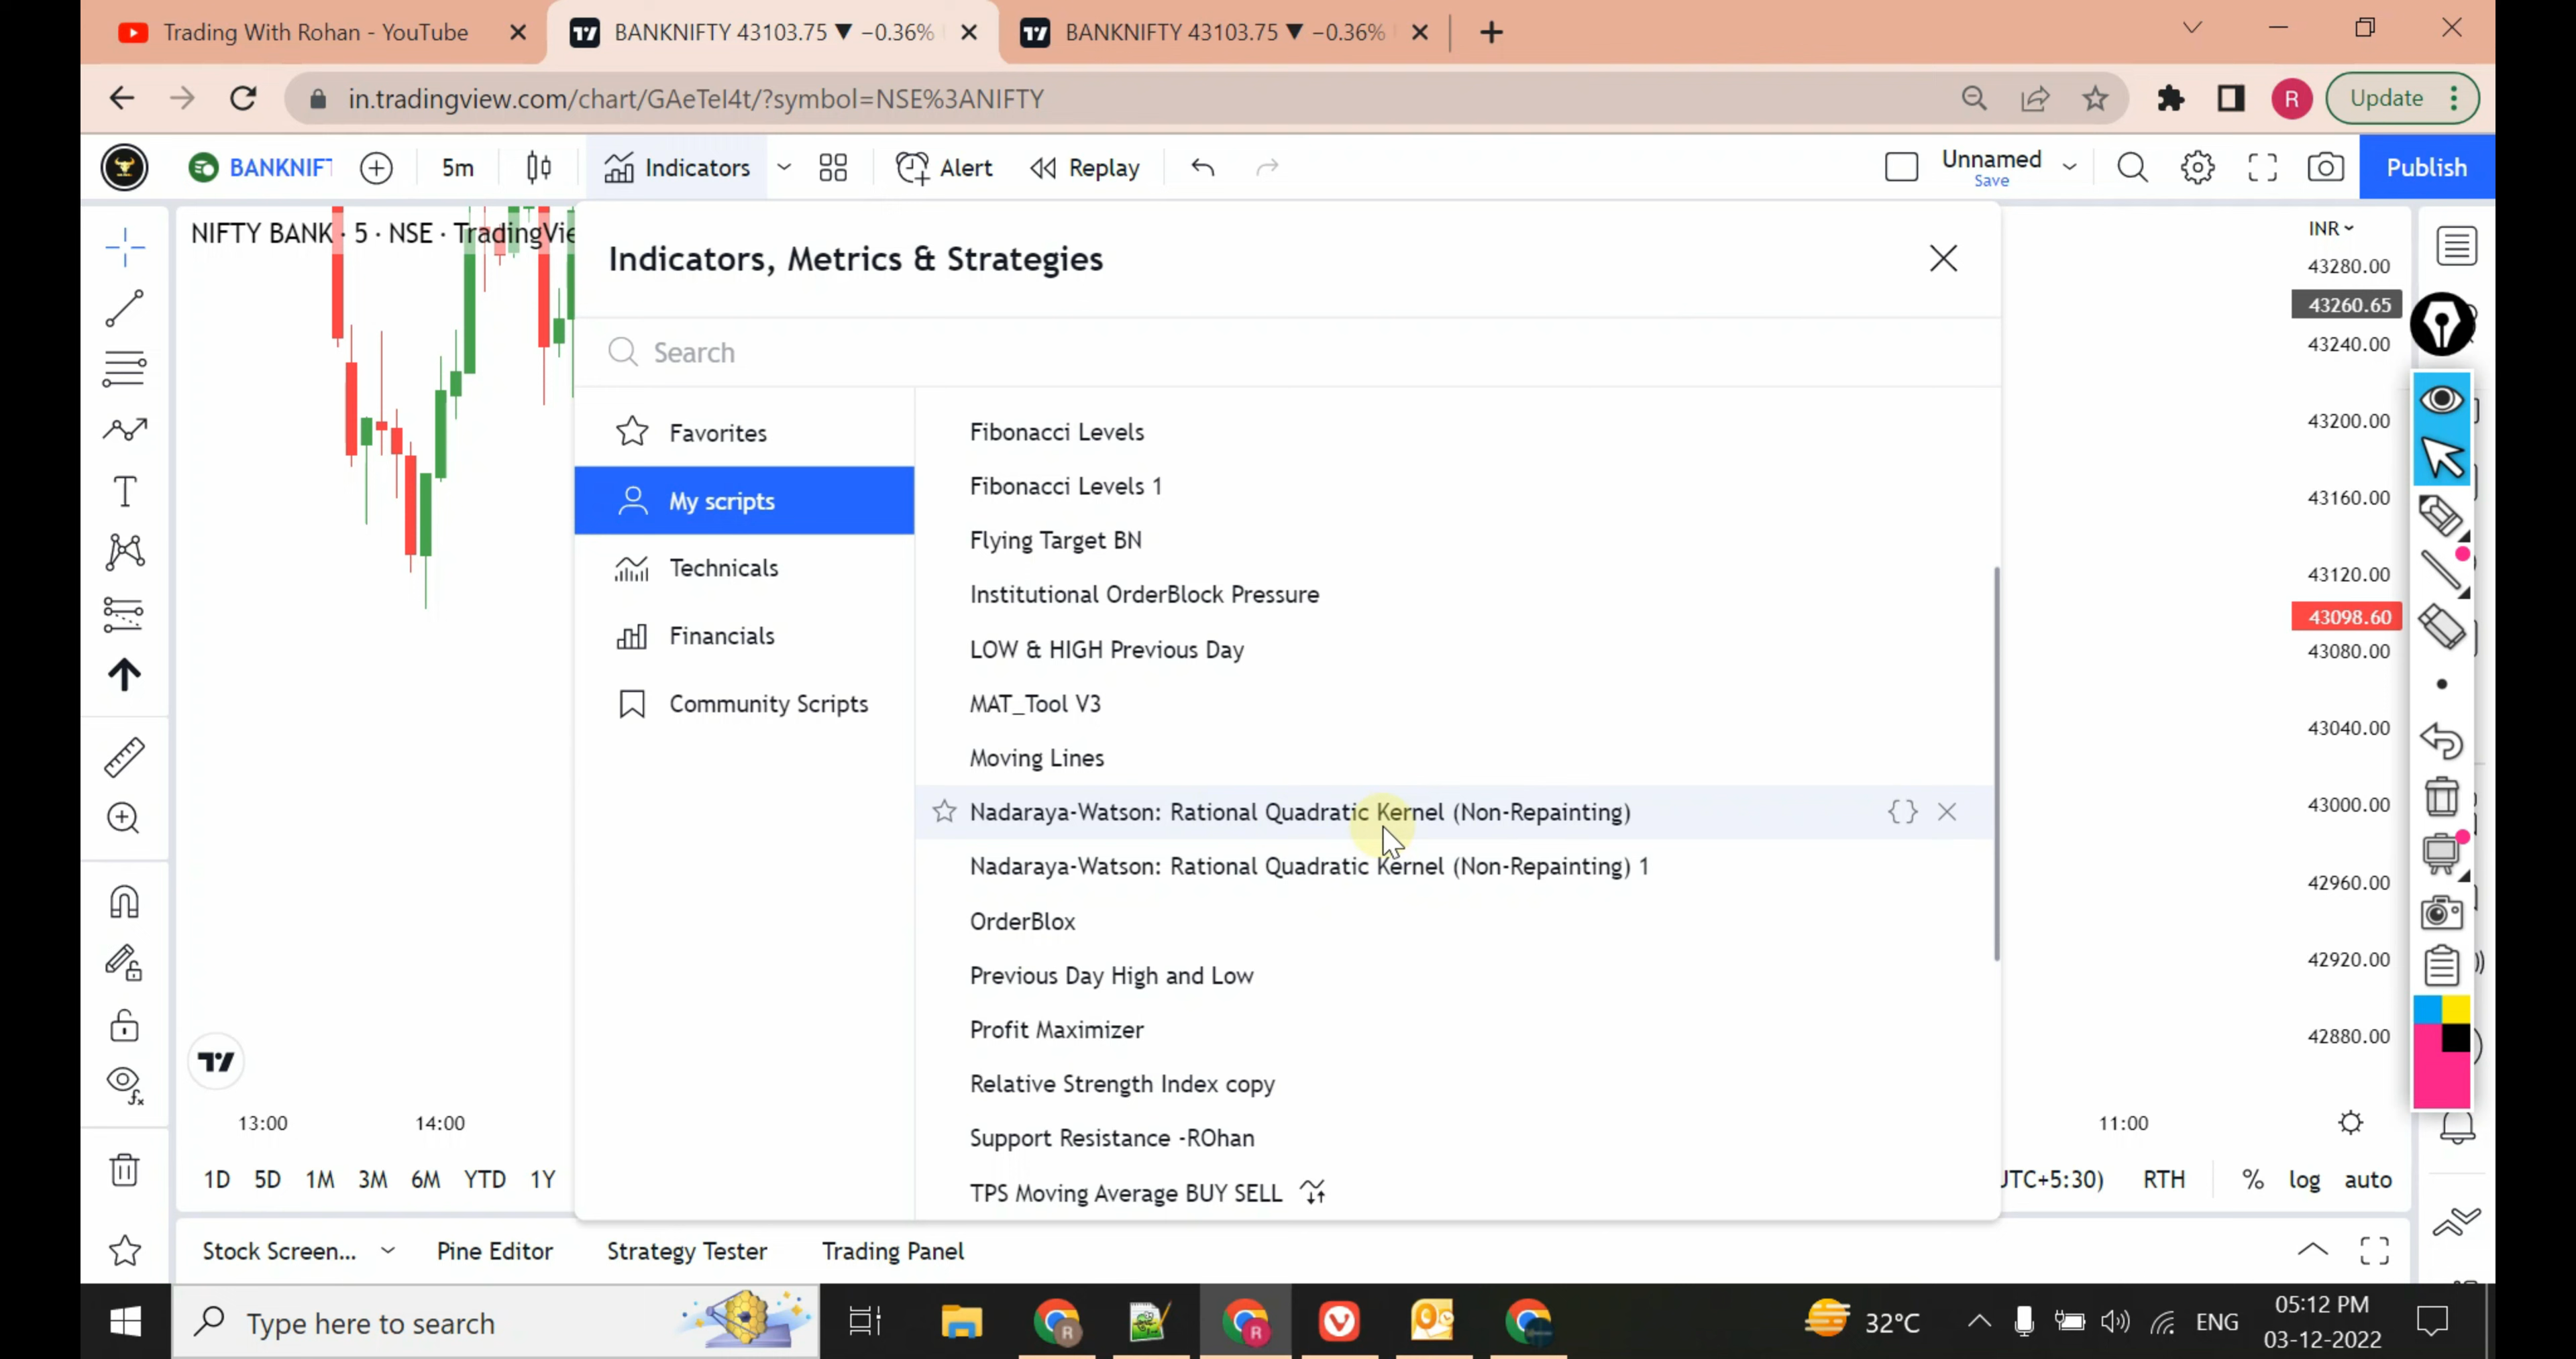 Trading With Rohan - YouTube
BANKNIFTY 43103.75 ▼ −0.36%
BANKNIFTY 43103.75 ▼ −0.36%
in.tradingview.com/chart/GAeTeI4t/?symbol=NSE%3ANIFTY
R
Update
BANKNIFT
5m
Indicators
Alert
Replay
Unnamed
Save
Publish
NIFTY BANK · 5 · NSE · TradingVie
INR
Indicators, Metrics & Strategies
Search
Favorites
My scripts
Technicals
Financials
Community Scripts
Fibonacci Levels
Fibonacci Levels 1
Flying Target BN
Institutional OrderBlock Pressure
LOW & HIGH Previous Day
MAT_Tool V3
Moving Lines
Nadaraya-Watson: Rational Quadratic Kernel (Non-Repainting)
Nadaraya-Watson: Rational Quadratic Kernel (Non-Repainting) 1
OrderBlox
Previous Day High and Low
Profit Maximizer
Relative Strength Index copy
Support Resistance -ROhan
TPS Moving Average BUY SELL
43280.00
43260.65
43240.00
43200.00
43160.00
43120.00
43098.60
43080.00
43040.00
43000.00
42960.00
42920.00
42880.00
13:00
14:00
11:00
1D 5D 1M 3M 6M YTD 1Y
UTC+5:30) RTH % log auto
Stock Screen... Pine Editor Strategy Tester Trading Panel
Type here to search
32°C
ENG
05:12 PM
03-12-2022